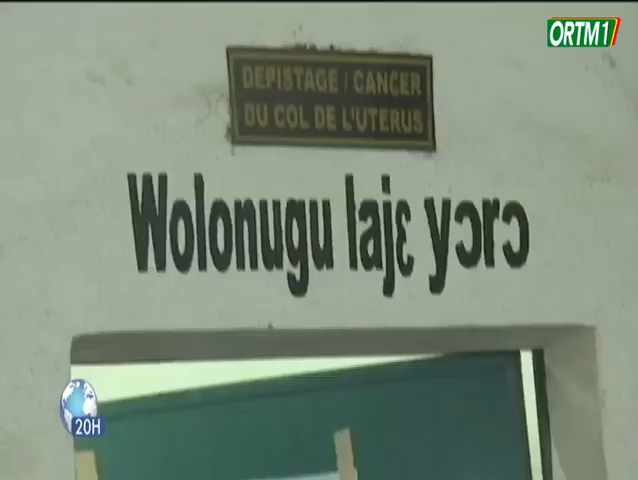 ORTM1
DEPISTAGE / CANCER
DU COL DE L'UTERUS
Wolonugu lajɛ yɔrɔ
20H